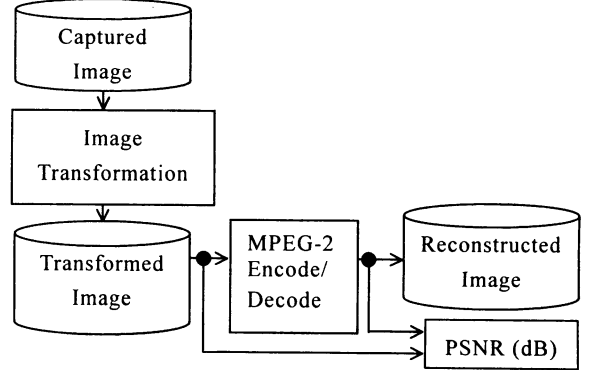 Captured
Image
Image
Transformation
Transformed
Image
MPEG-2
Encode/
Decode
Reconstructed
Image
PSNR (dB)